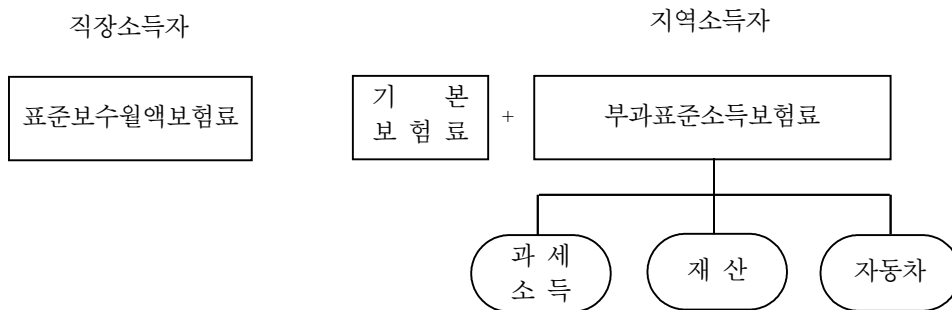 직장소득자
지역소득자
표준보수월액보험료
기 본
보 험 료
+
부과표준소득보험료
과 세
소 득
재 산
자동차